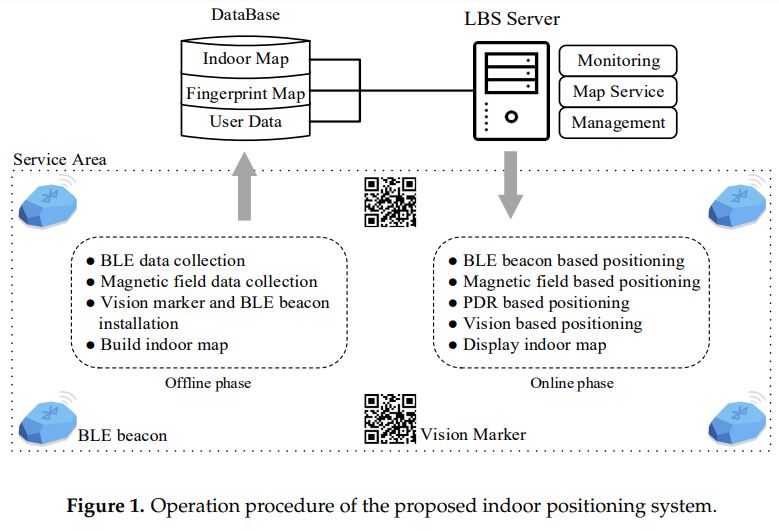 DataBase
LBS Server
Indoor Map
Fingerprint Map
User Data
Monitoring
Map Service
Management
Service Area
● BLE data collection
● Magnetic field data collection
● Vision marker and BLE beacon
installation
● Build indoor map
Offline phase
● BLE beacon based positioning
● Magnetic field based positioning
● PDR based positioning
● Vision based positioning
● Display indoor map
Online phase
BLE beacon
Vision Marker
Figure 1. Operation procedure of the proposed indoor positioning system.